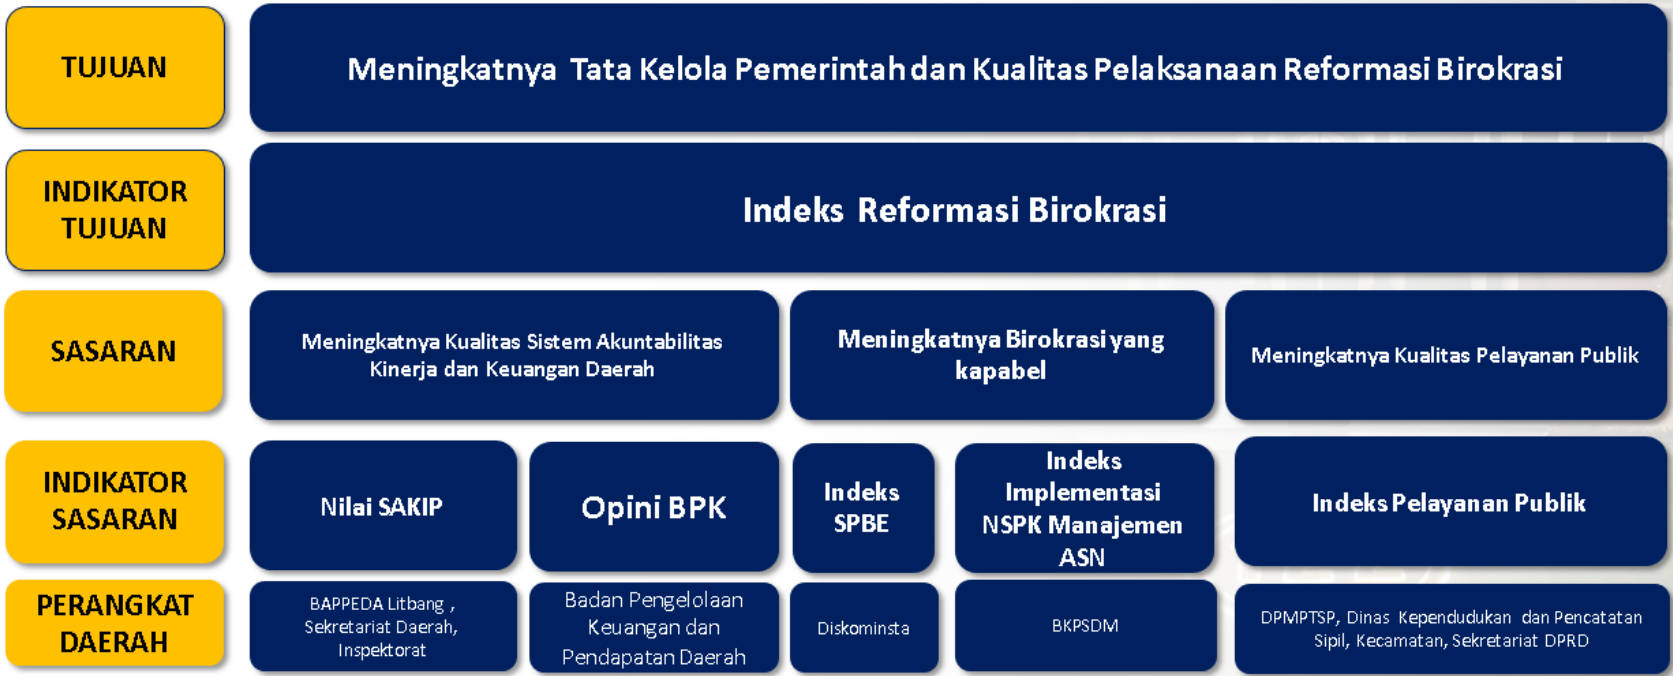 TUJUAN
Meningkatnya Tata Kelola Pemerintah dan Kualitas Pelaksanaan Reformasi Birokrasi
INDIKATOR
TUJUAN
Indeks Reformasi Birokrasi
SASARAN
Meningkatnya Kualitas Sistem Akuntabilitas
Kinerja dan Keuangan Daerah
Meningkatnya Birokrasi yang
kapabel
Meningkatnya Kualitas Pelayanan Publik
INDIKATOR
SASARAN
Nilai SAKIP
Opini BPK
Indeks
SPBE
Indeks
Implementasi
NSPK Manajemen
ASN
Indeks Pelayanan Publik
PERANGKAT
DAERAH
BAPPEDA Litbang ,
Sekretariat Daerah,
Inspektorat
Badan Pengelolaan
Keuangan dan
Pendapatan Daerah
Diskominsta
BKPSDM
DPMPTSP, Dinas Kependudukan dan Pencatatan
Sipil, Kecamatan, Sekretariat DPRD